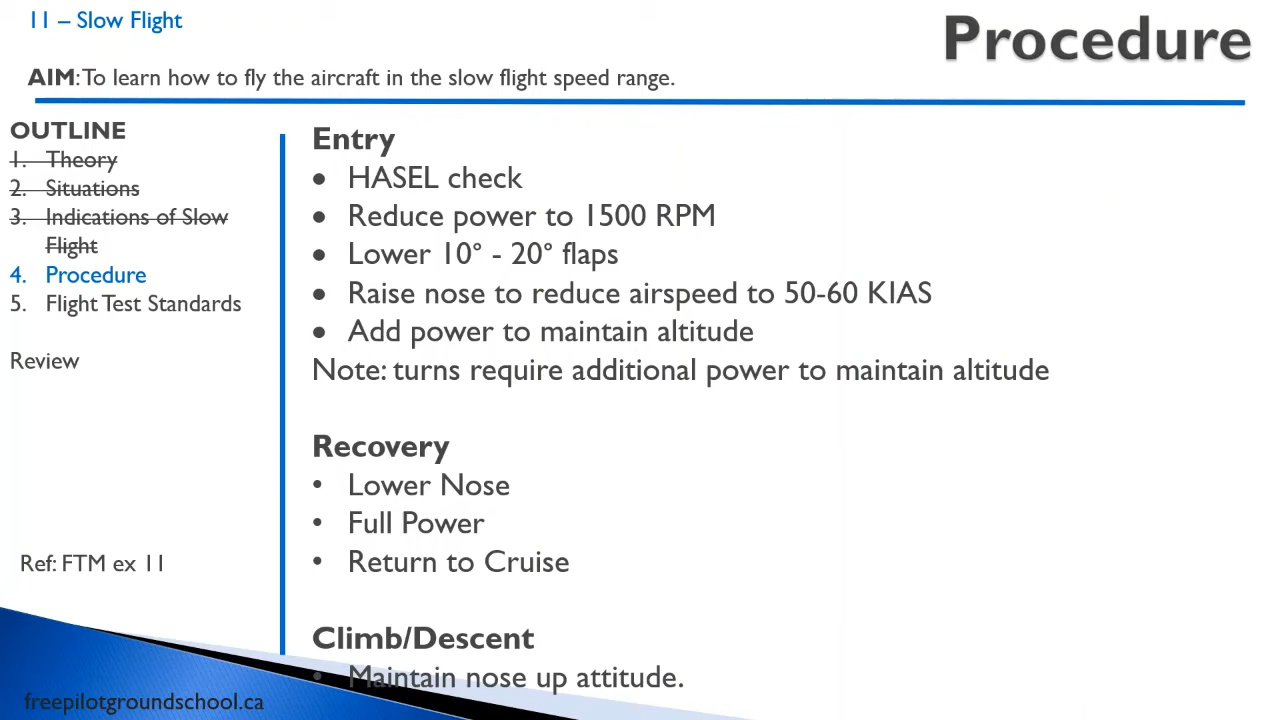 11 – Slow Flight
Procedure
AIM: To learn how to fly the aircraft in the slow flight speed range.
OUTLINE
1. Theory
2. Situations
3. Indications of Slow
Flight
4. Procedure
5. Flight Test Standards
Review
Ref: FTM ex 11
freepilotgroundschool.ca
Entry
• HASEL check
• Reduce power to 1500 RPM
• Lower 10° - 20° flaps
• Raise nose to reduce airspeed to 50-60 KIAS
• Add power to maintain altitude
Note: turns require additional power to maintain altitude
Recovery
• Lower Nose
• Full Power
• Return to Cruise
Climb/Descent
• Maintain nose up attitude.